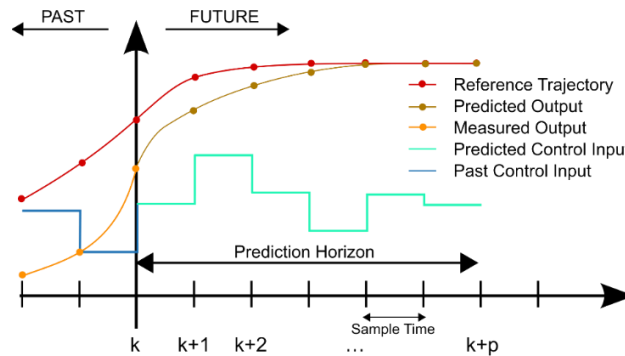 PAST
FUTURE
Reference Trajectory
Predicted Output
Measured Output
Predicted Control Input
Past Control Input
Prediction Horizon
Sample Time
k
k+1
k+2
...
k+p